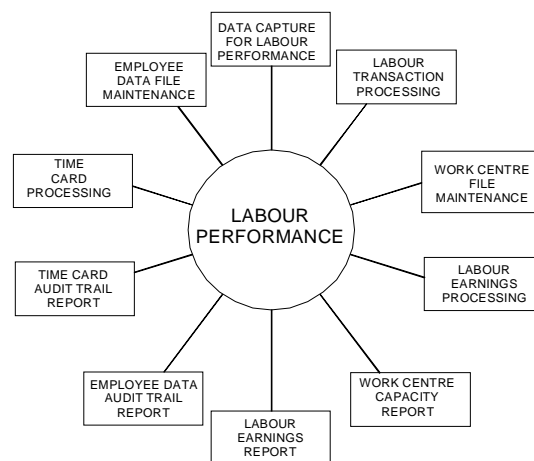 DATA CAPTURE
FOR LABOUR
PERFORMANCE
LABOUR
TRANSACTION
PROCESSING
WORK CENTRE
FILE
MAINTENANCE
LABOUR
EARNINGS
PROCESSING
WORK CENTRE
CAPACITY
REPORT
LABOUR
EARNINGS
REPORT
EMPLOYEE DATA
AUDIT TRAIL
REPORT
TIME CARD
AUDIT TRAIL
REPORT
TIME
CARD
PROCESSING
EMPLOYEE
DATA FILE
MAINTENANCE
LABOUR
PERFORMANCE